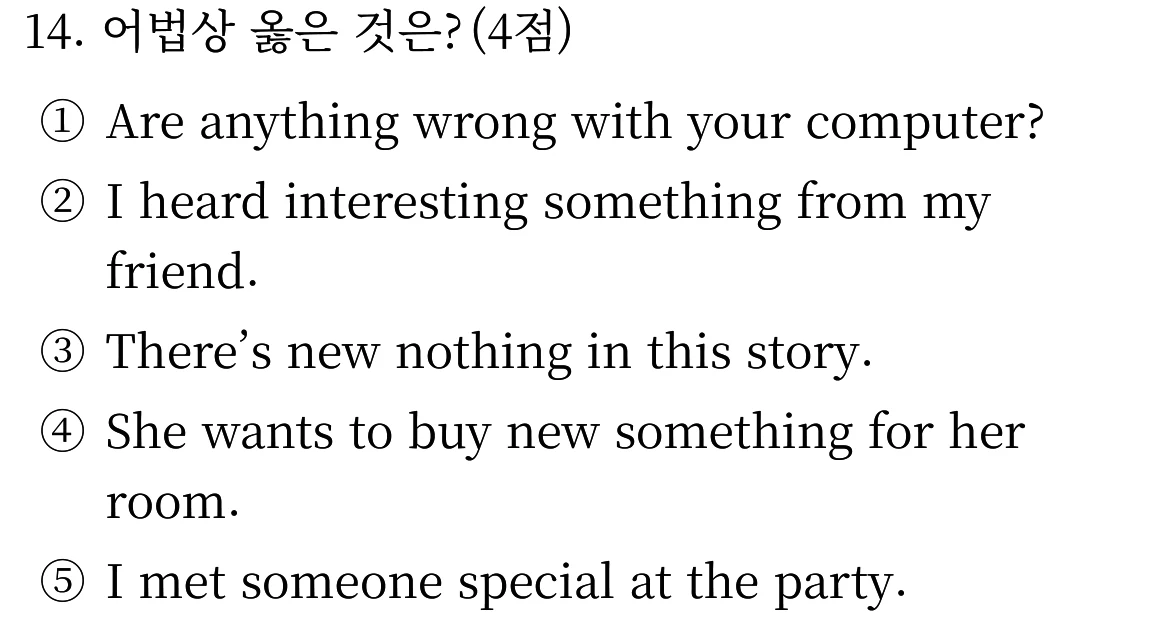 14. 어법상 옳은 것은? (4점)
① Are anything wrong with your computer?
② I heard interesting something from my
friend.
③ There’s new nothing in this story.
④ She wants to buy new something for her
room.
⑤ I met someone special at the party.